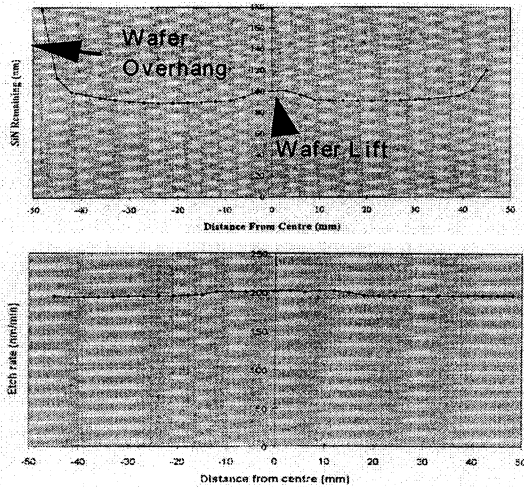 Wafer
Overhang
Wafer Lift
SiN Remaining (nm)
-50 -40 -30 -20 -10 0 10 20 30 40 50
Distance From Centre (mm)
250
200
150
100
50
0
Etch rate (nm/min)
-50 -40 -30 -20 -10 0 10 20 30 40 50
Distance from centre (mm)